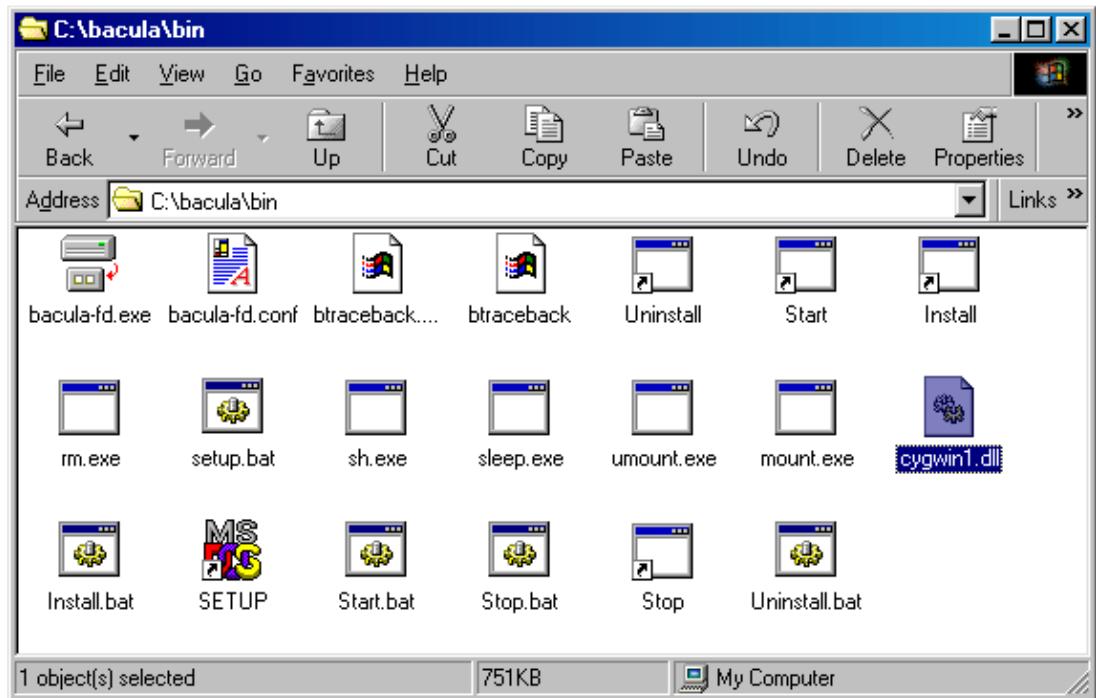 C:\bacula\bin
File Edit View Go Favorites Help
Back Forward Up Cut Copy Paste Undo Delete Properties »
Address C:\bacula\bin Links »
bacula-fd.exe bacula-fd.conf btraceback.... btraceback Uninstall Start Install
rm.exe setup.bat sh.exe sleep.exe umount.exe mount.exe cygwin1.dll
MS
DOS
Install.bat SETUP Start.bat Stop.bat Stop Uninstall.bat
1 object(s) selected 751KB My Computer